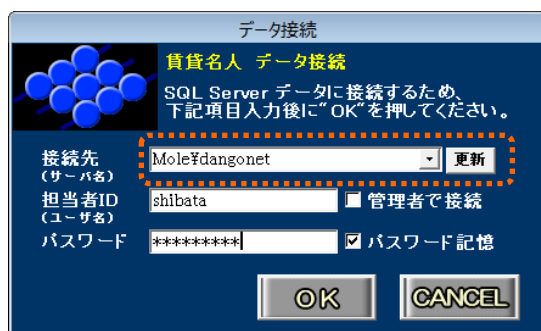 データ接続
賃貸名人 データ接続
SQL Server データに接続するため、
下記項目入力後に"OK"を押してください。
接続先 Mole¥dangonet 更新
(サーバ名)
担当者ID shibata 管理者で接続
(ユーザ名)
パスワード ********* パスワード記憶
OK CANCEL